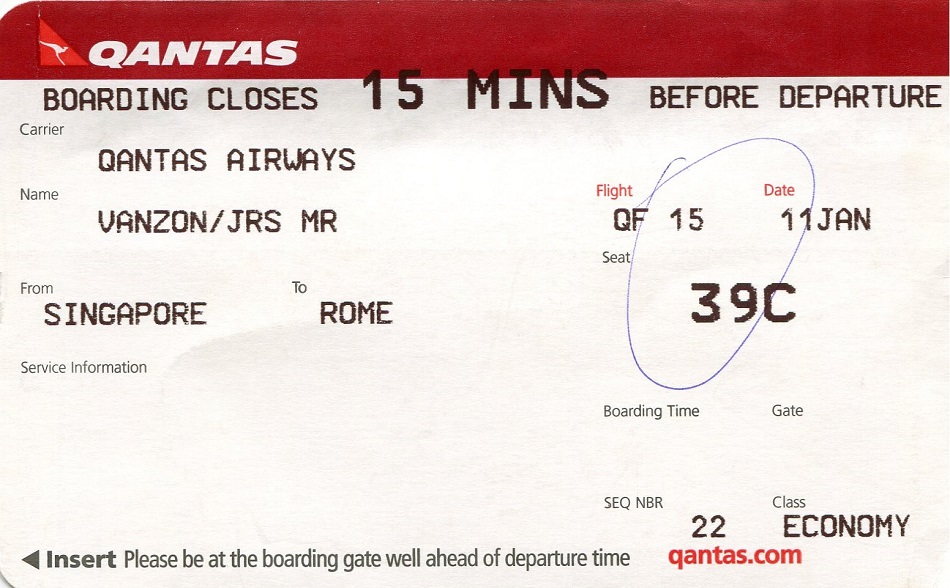 QANTAS
BOARDING CLOSES 15 MINS BEFORE DEPARTURE
Carrier
QANTAS AIRWAYS
Name
VANZON/JRS MR
Flight Date
QF 15 11JAN
Seat
39C
From To
SINGAPORE ROME
Service Information
Boarding Time Gate
SEQ NBR Class
22 ECONOMY
◀ Insert Please be at the boarding gate well ahead of departure time qantas.com